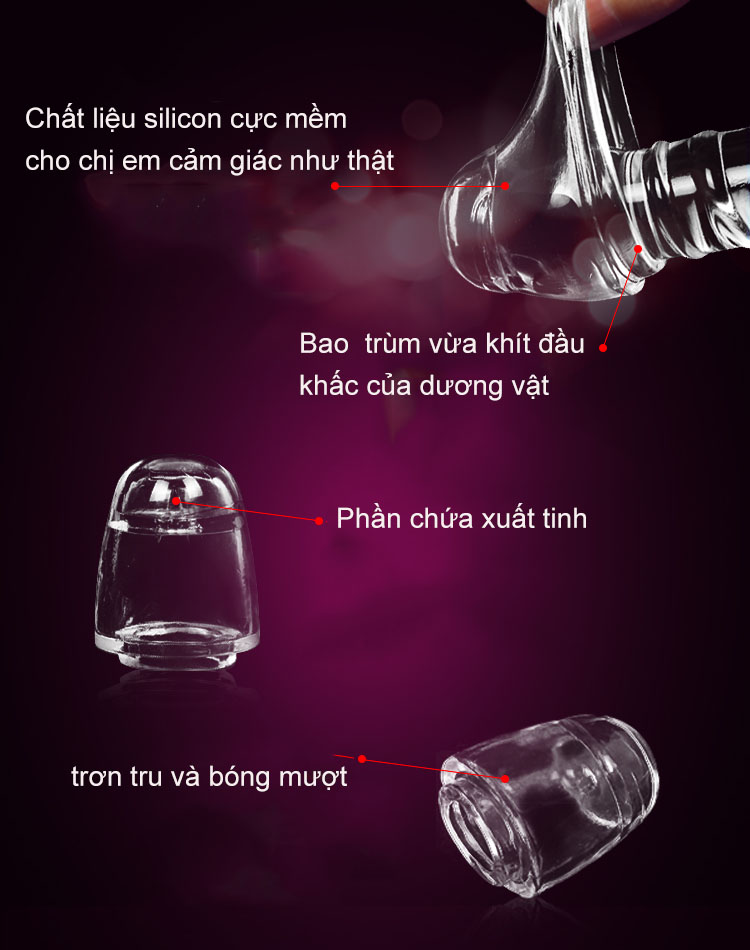 Chất liệu silicon cực mềm
cho chị em cảm giác như thật
Bao trùm vừa khít đầu
khấc của dương vật
Phần chứa xuất tinh
trơn tru và bóng mượt